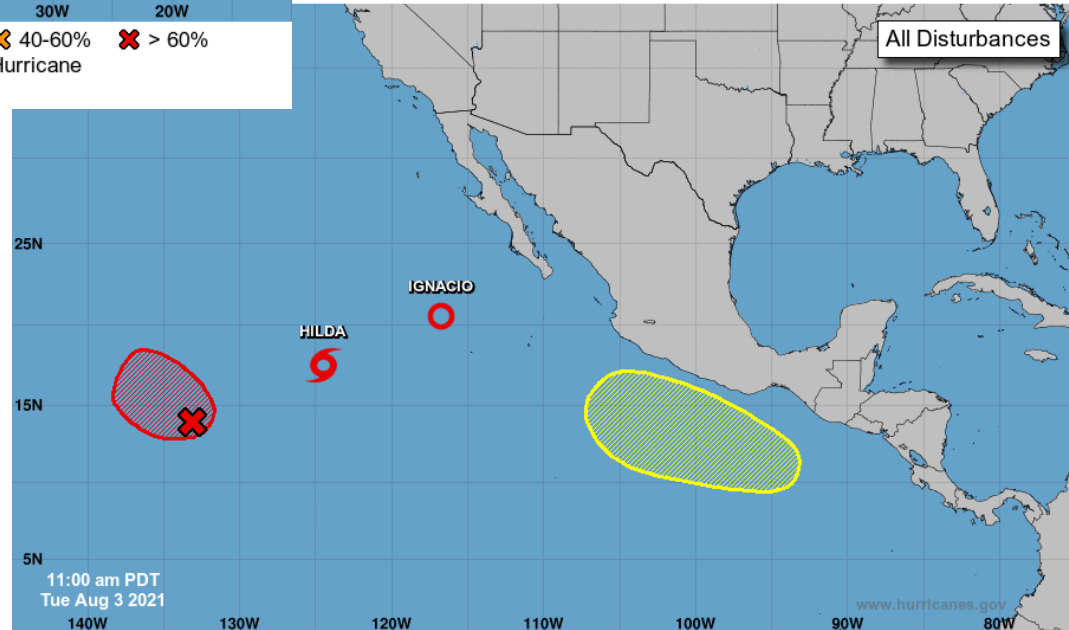 30W 20W
40-60% > 60%
Hurricane
All Disturbances
25N
IGNACIO
HILDA
15N
5N
11:00 am PDT
Tue Aug 3 2021
www.hurricanes.gov
140W 130W 120W 110W 100W 90W 80W